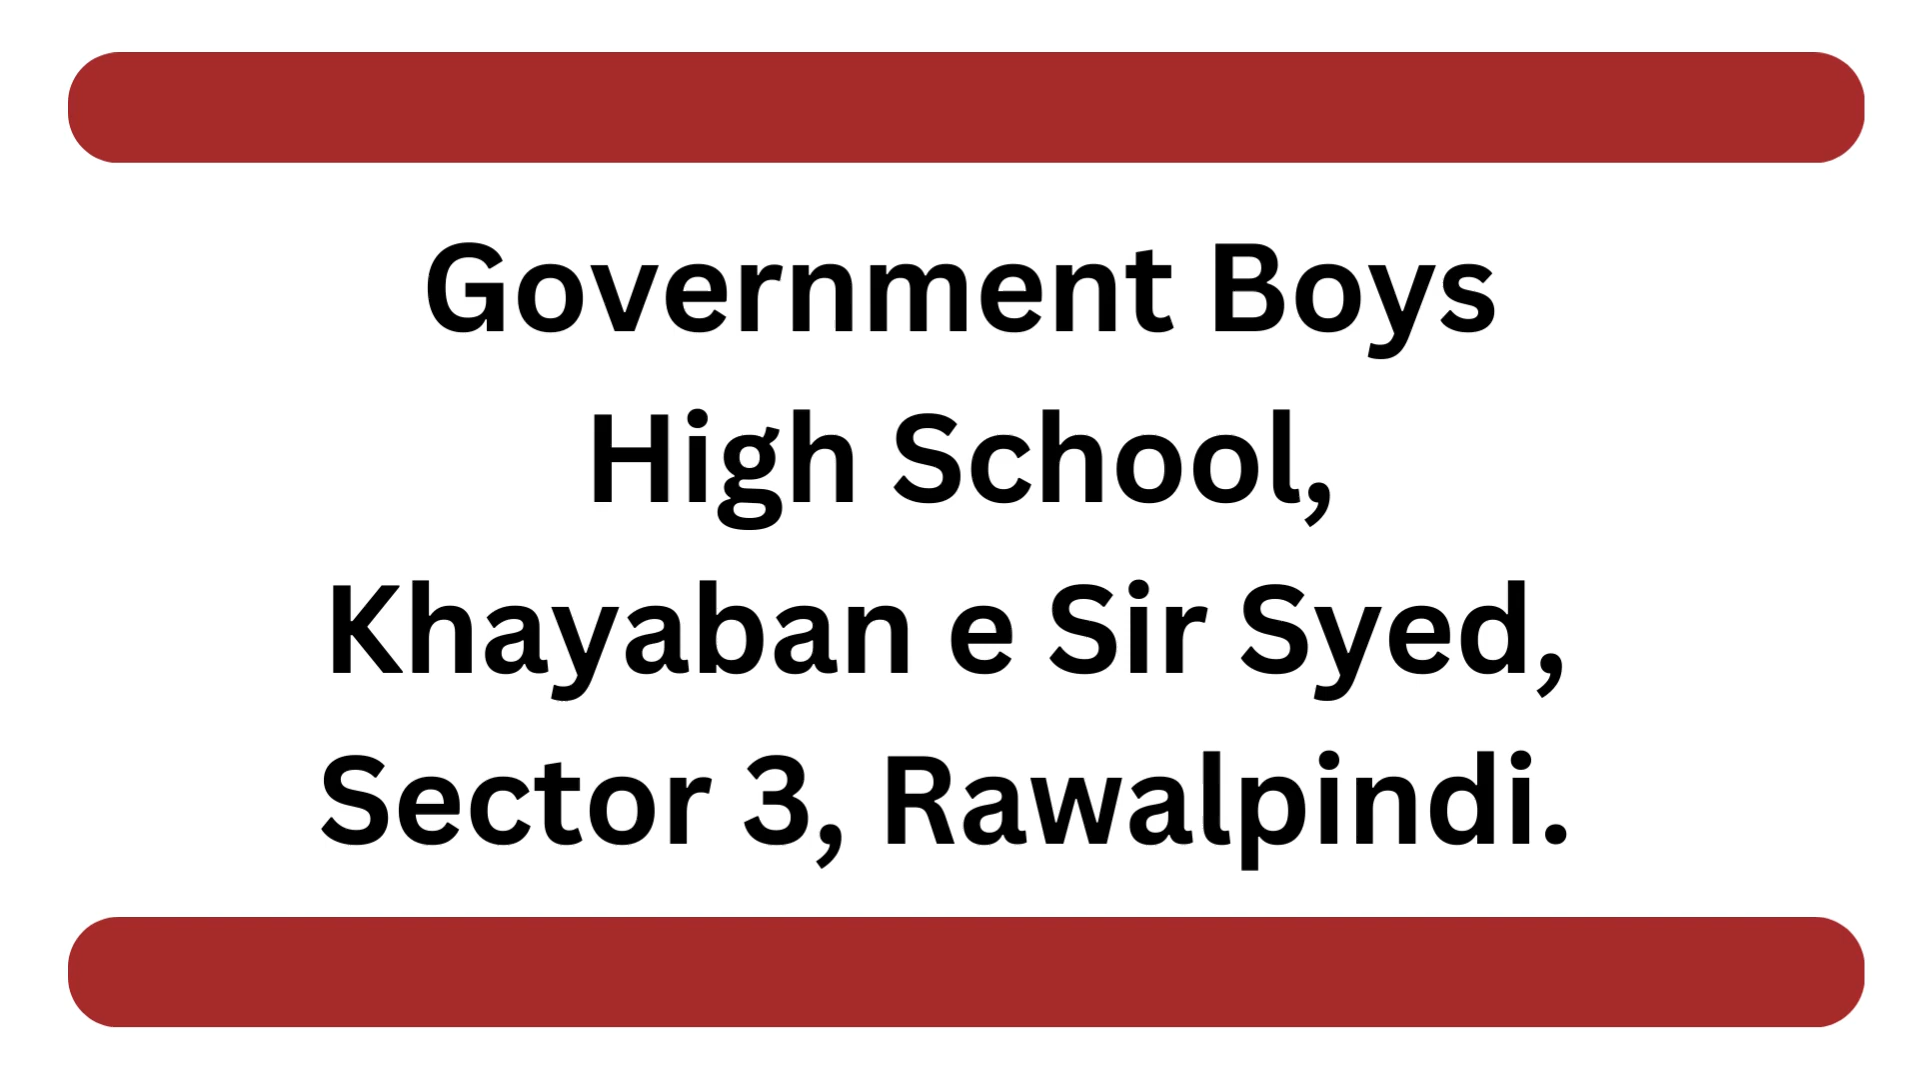 Government Boys
High School,
Khayaban e Sir Syed,
Sector 3, Rawalpindi.